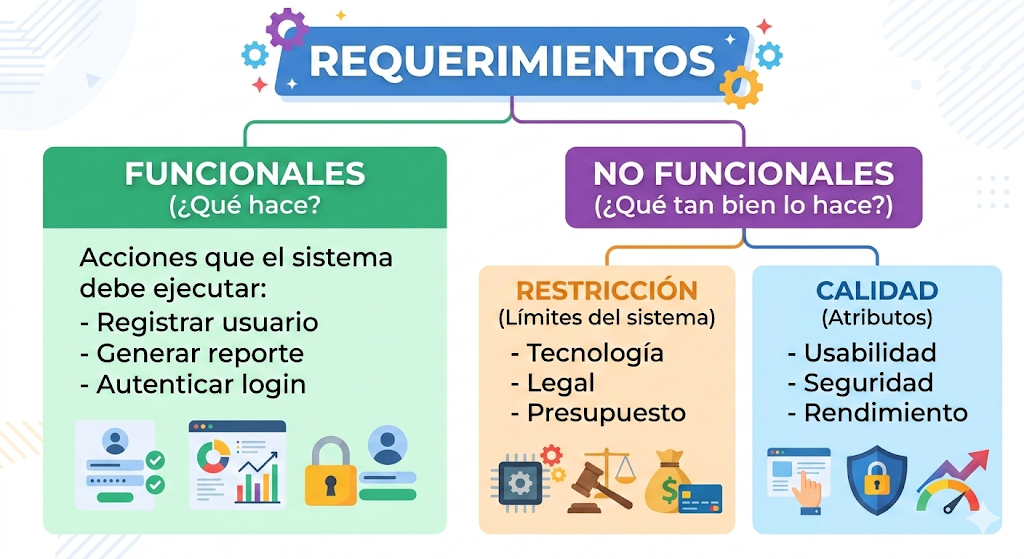 REQUERIMIENTOS
FUNCIONALES
(¿Qué hace?
Acciones que el sistema
debe ejecutar:
- Registrar usuario
- Generar reporte
- Autenticar login
NO FUNCIONALES
(¿Qué tan bien lo hace?)
RESTRICCIÓN
(Límites del sistema)
- Tecnología
- Legal
- Presupuesto
$
CALIDAD
(Atributos)
- Usabilidad
- Seguridad
- Rendimiento